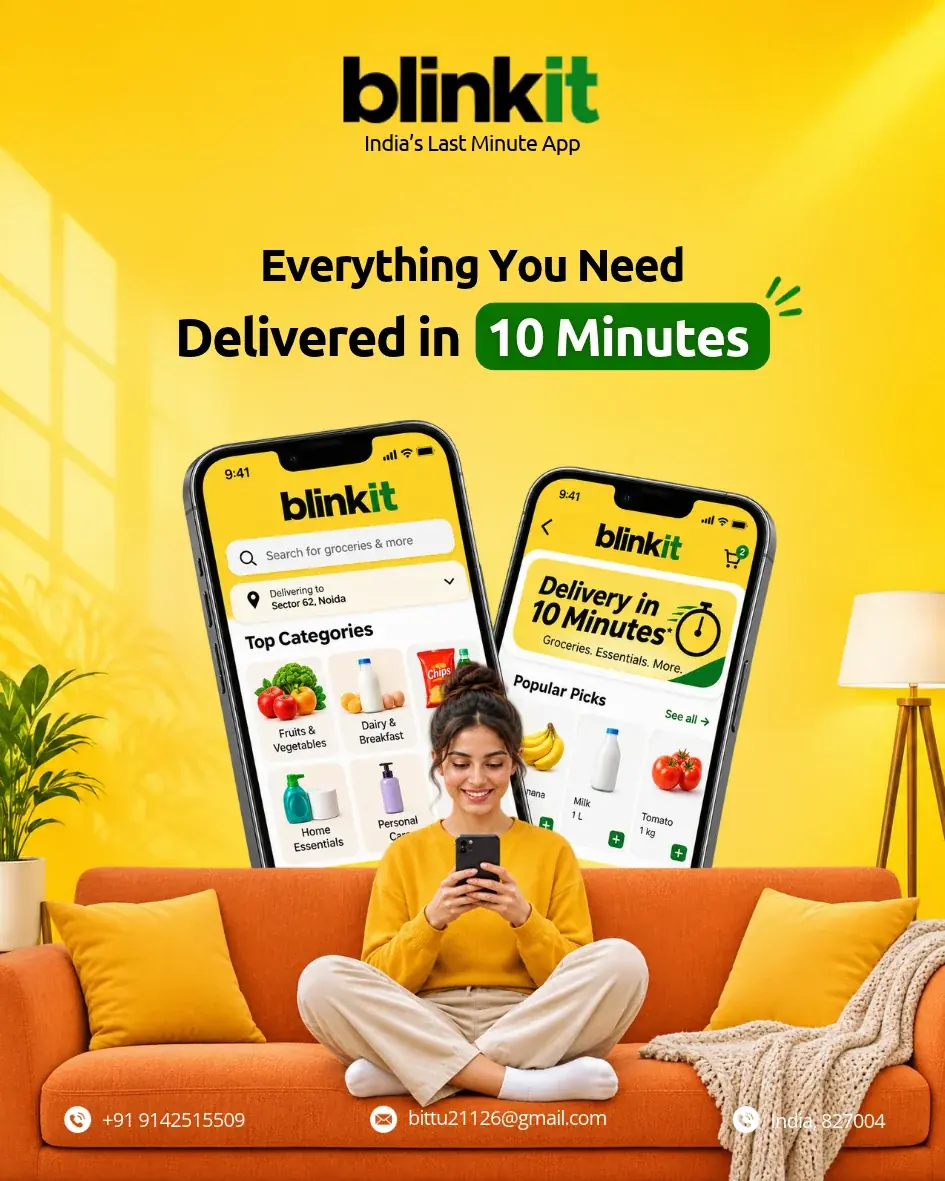 blinkit
India's Last Minute App
Everything You Need
Delivered in 10 Minutes
9:41
blinkit
Search for groceries & more
Delivering to
Sector 62, Noida
Top Categories
Chips
Fruits &
Vegetables
Dairy &
Breakfast
Home
Essentials
Personal
9:41
blinkit
2
Delivery in
10 Minutes*
Groceries. Essentials. More.
Popular Picks
See all →
Milk
1 L
Tomato
1 kg
+91 9142515509
bittu21126@gmail.com
India, 827004